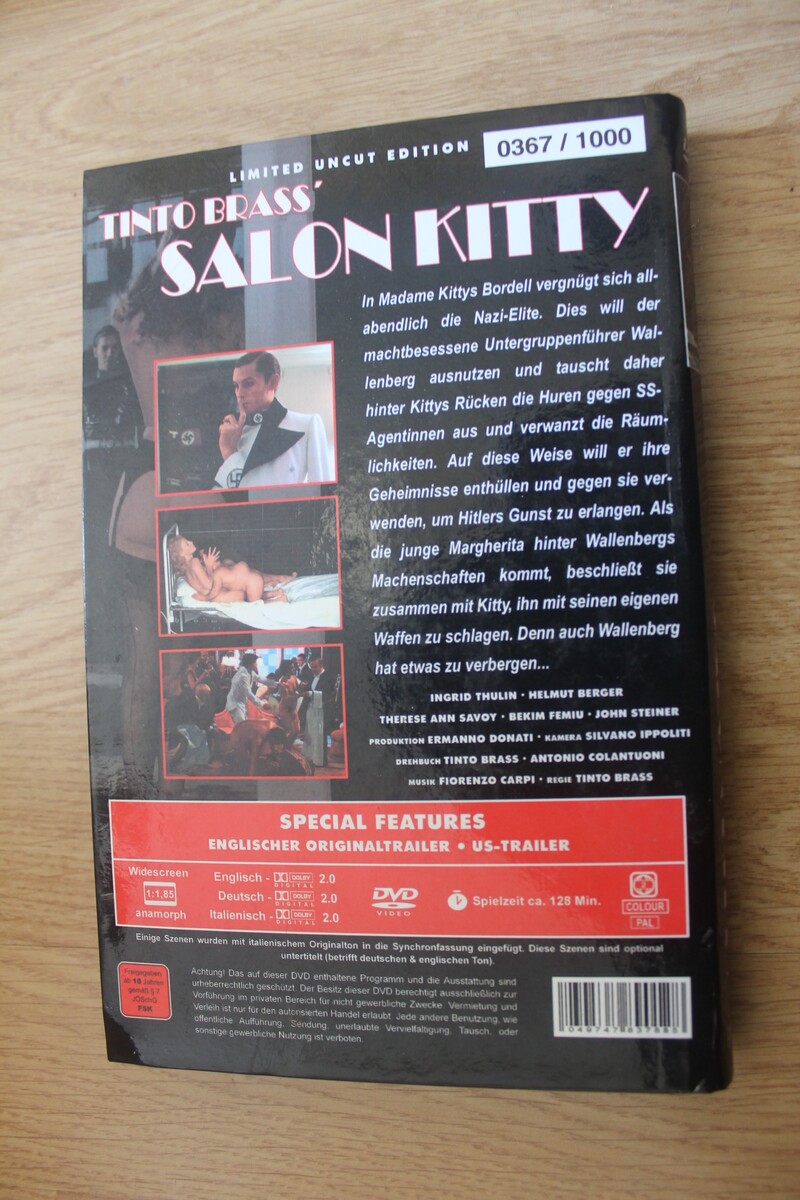 LIMITED UNCUT EDITION
0367 / 1000
TINTO BRASS´
SALON KITTY
In Madame Kittys Bordell vergnügt sich all-
abendlich die Nazi-Elite. Dies will der
machtbesessene Untergruppenführer Wal-
lenberg ausnutzen und tauscht daher
hinter Kittys Rücken die Huren gegen SS-
Agentinnen aus und verwanzt die Räum-
lichkeiten. Auf diese Weise will er ihre
Geheimnisse enthüllen und gegen sie ver-
wenden, um Hitlers Gunst zu erlangen. Als
die junge Margherita hinter Wallenbergs
Machenschaften kommt, beschließt sie
zusammen mit Kitty, ihn mit seinen eigenen
Waffen zu schlagen. Denn auch Wallenberg
hat etwas zu verbergen...
INGRID THULIN · HELMUT BERGER
THERESE ANN SAVOY · BEKIM FEMIU · JOHN STEINER
PRODUKTION ERMANNO DONATI · KAMERA SILVANO IPPOLITI
DREHBUCH TINTO BRASS · ANTONIO COLANTUONI
MUSIK FIORENZO CARPI · REGIE TINTO BRASS
SPECIAL FEATURES
ENGLISCHER ORIGINALTRAILER • US-TRAILER
Widescreen
1:1,85
anamorph
Englisch - DOLBY DIGITAL 2.0
Deutsch - DOLBY DIGITAL 2.0
Italienisch - DOLBY DIGITAL 2.0
DVD
VIDEO
Spielzeit ca. 128 Min.
COLOUR
PAL
Einige Szenen wurden mit italienischem Originalton in die Synchronfassung eingefügt. Diese Szenen sind optional
untertitelt (betrifft deutschen & englischen Ton).
Freigegeben
ab 18 Jahren
gemäß § 7
JÖSchG
FSK
Achtung! Das auf dieser DVD enthaltene Programm und die Ausstattung sind
urheberrechtlich geschützt. Der Besitz dieser DVD berechtigt ausschließlich zur
Vorführung im privaten Bereich für nicht gewerbliche Zwecke. Vermietung und
Verleih ist nur für den autorisierten Handel erlaubt. Jede andere Benutzung, wie
öffentliche Aufführung, Sendung, unerlaubte Vervielfältigung, Tausch, oder
sonstige gewerbliche Nutzung ist verboten.